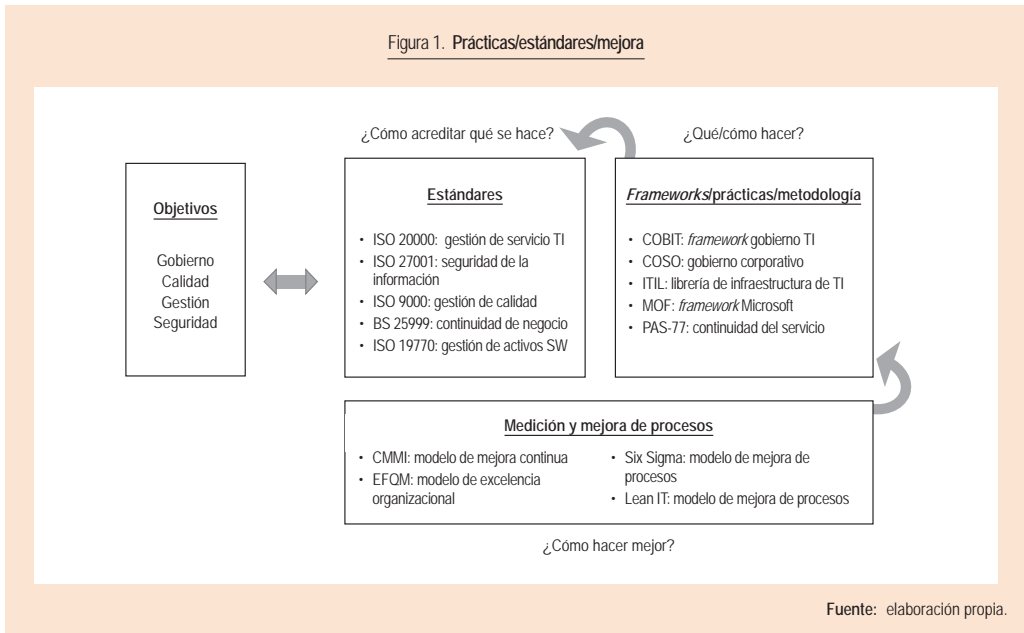 Figura 1. Prácticas/estándares/mejora
¿Cómo acreditar qué se hace?
¿Qué/cómo hacer?
Objetivos
Gobierno
Calidad
Gestión
Seguridad
Estándares
• ISO 20000: gestión de servicio TI
• ISO 27001: seguridad de la
información
• ISO 9000: gestión de calidad
• BS 25999: continuidad de negocio
• ISO 19770: gestión de activos SW
Frameworks/prácticas/metodología
• COBIT: framework gobierno TI
• COSO: gobierno corporativo
• ITIL: librería de infraestructura de TI
• MOF: framework Microsoft
• PAS-77: continuidad del servicio
Medición y mejora de procesos
• CMMI: modelo de mejora continua
• EFQM: modelo de excelencia
organizacional
• Six Sigma: modelo de mejora de
procesos
• Lean IT: modelo de mejora de procesos
¿Cómo hacer mejor?
Fuente: elaboración propia.